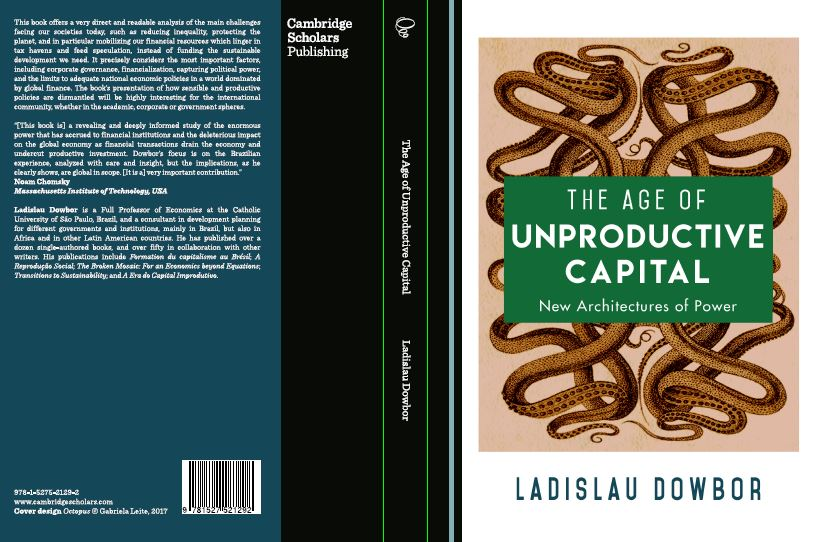 This book offers a very direct and readable analysis of the main challenges
facing our societies today, such as reducing inequality, protecting the
planet, and in particular mobilizing our financial resources which linger in
tax havens and feed speculation, instead of funding the sustainable
development we need. It precisely considers the most important factors,
including corporate governance, financialization, capturing political power,
and the limits to adequate national economic policies in a world dominated
by global finance. The book's presentation of how sensible and productive
policies are dismantled will be highly interesting for the international
community, whether in the academic, corporate or government spheres.
"[This book is] a revealing and deeply informed study of the enormous
power that has accrued to financial institutions and the deleterious impact
on the global economy as financial transactions drain the economy and
undercut productive investment. Dowbor's focus is on the Brazilian
experience, analyzed with care and insight, but the implications, as he
clearly shows, are global in scope. [It is a] very important contribution."
Noam Chomsky
Massachusetts Institute of Technology, USA
Ladislau Dowbor is a Full Professor of Economics at the Catholic
University of São Paulo, Brazil, and a consultant in development planning
for different governments and institutions, mainly in Brazil, but also in
Africa and in other Latin American countries. He has published over a
dozen single-authored books, and over fifty in collaboration with other
writers. His publications include Formation du capitalisme au Brésil; A
Reprodução Social; The Broken Mosaic: For an Economics beyond Equations;
Transitions to Sustainability; and A Era do Capital Improdutivo.
978-1-5275-2129-2
www.cambridgescholars.com
Cover design Octopus © Gabriela Leite, 2017
9 781527 521292
Cambridge
Scholars
Publishing
The Age of Unproductive Capital
Ladislau Dowbor
THE AGE OF
UNPRODUCTIVE
CAPITAL
New Architectures of Power
LADISLAU DOWBOR